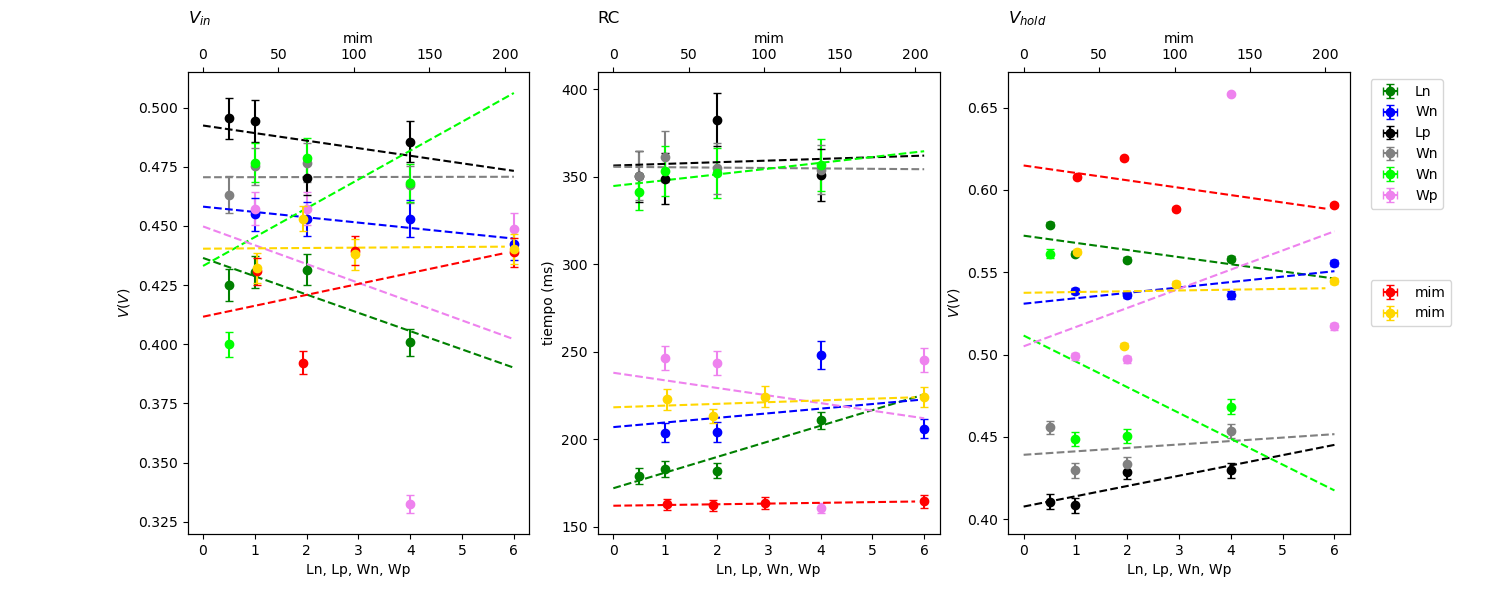 V_in
RC
V_hold
mim
mim
mim
0 50 100 150 200
0 50 100 150 200
0 50 100 150 200
0.500
0.475
0.450
0.425
0.400
0.375
0.350
0.325
V(V)
0 1 2 3 4 5 6
Ln, Lp, Wn, Wp
400
350
300
250
200
150
tiempo (ms)
0 1 2 3 4 5 6
Ln, Lp, Wn, Wp
0.65
0.60
0.55
0.50
0.45
0.40
V(V)
0 1 2 3 4 5 6
Ln, Lp, Wn, Wp
Ln
Wn
Lp
Wn
Wn
Wp
mim
mim